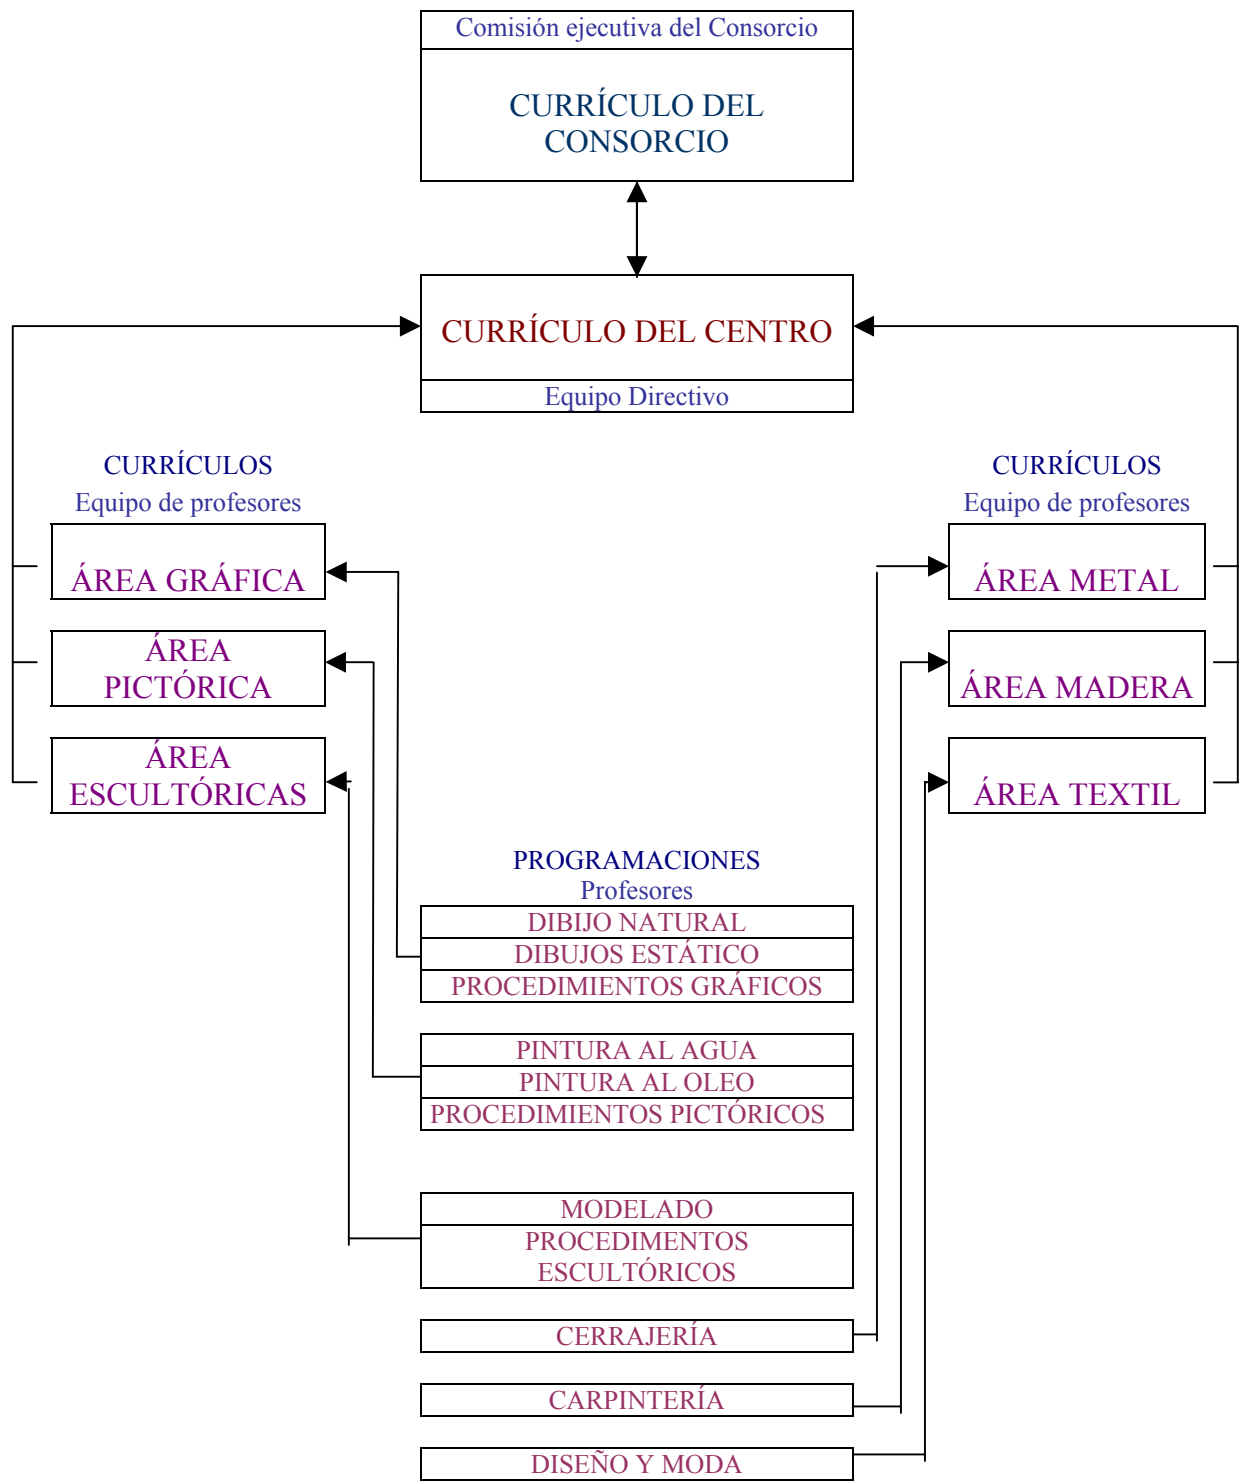 Comisión ejecutiva del Consorcio
CURRÍCULO DEL
CONSORCIO
CURRÍCULO DEL CENTRO
Equipo Directivo
CURRÍCULOS
Equipo de profesores
ÁREA GRÁFICA
ÁREA
PICTÓRICA
ÁREA
ESCULTÓRICAS
CURRÍCULOS
Equipo de profesores
ÁREA METAL
ÁREA MADERA
ÁREA TEXTIL
PROGRAMACIONES
Profesores
DIBIJO NATURAL
DIBUJOS ESTÁTICO
PROCEDIMIENTOS GRÁFICOS
PINTURA AL AGUA
PINTURA AL OLEO
PROCEDIMIENTOS PICTÓRICOS
MODELADO
PROCEDIMENTOS
ESCULTÓRICOS
CERRAJERÍA
CARPINTERÍA
DISEÑO Y MODA